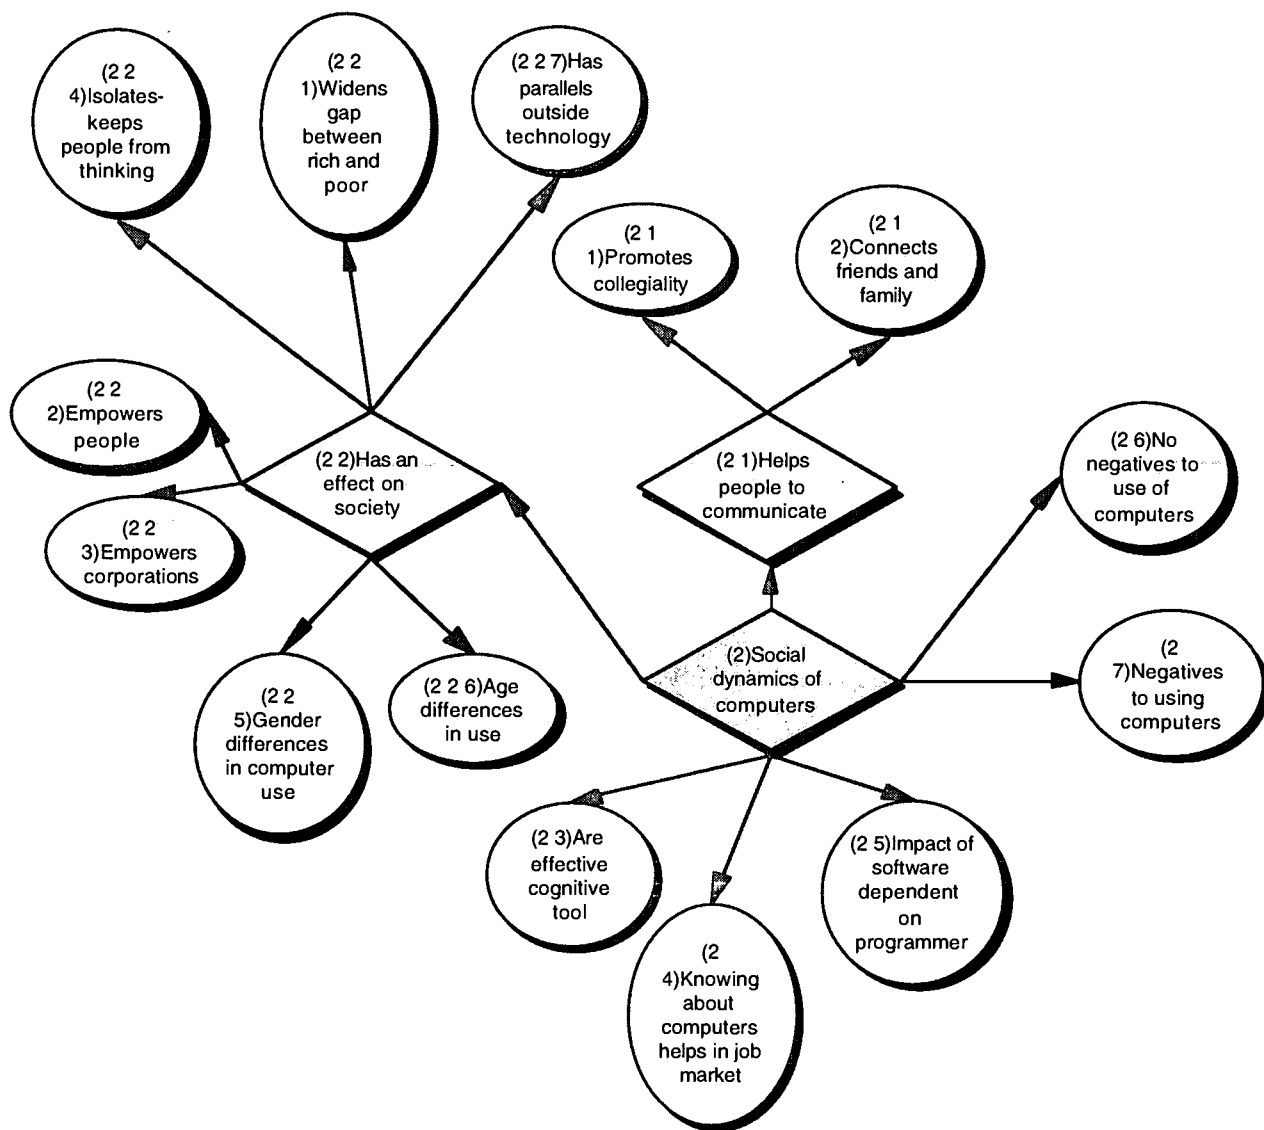 (2 2
4)Isolates-
keeps
people from
thinking
(2 2
1)Widens
gap
between
rich and
poor
(2 2 7)Has
parallels
outside
technology
(2 1
1)Promotes
collegiality
(2 1
2)Connects
friends and
family
(2 2
2)Empowers
people
(2 2)Has an
effect on
society
(2 1)Helps
people to
communicate
(2 6)No
negatives to
use of
computers
(2 2
3)Empowers
corporations
(2 2
5)Gender
differences
in computer
use
(2 2 6)Age
differences
in use
(2)Social
dynamics of
computers
(2
7)Negatives
to using
computers
(2 3)Are
effective
cognitive
tool
(2
4)Knowing
about
computers
helps in job
market
(2 5)Impact of
software
dependent
on
programmer